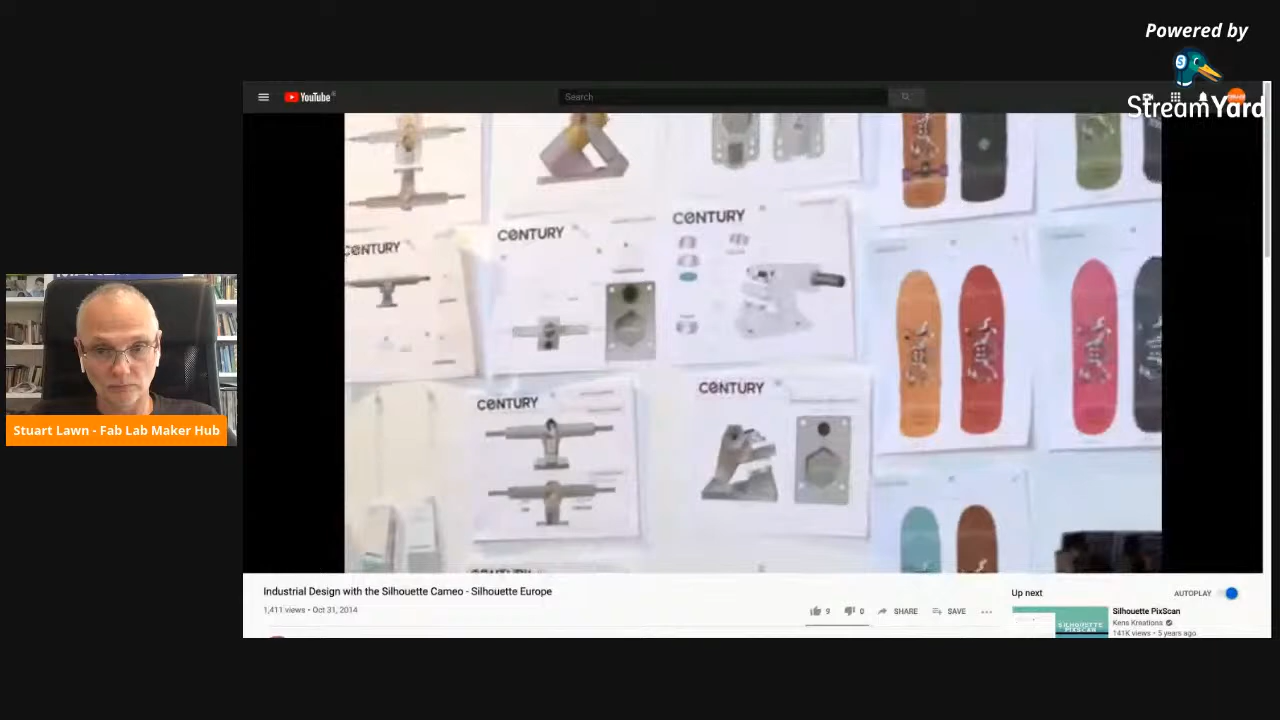 Powered by
StreamYard
YouTube
Search
CENTURY
CENTURY
CENTURY
CENTURY
CENTURY
Stuart Lawn - Fab Lab Maker Hub
Industrial Design with the Silhouette Cameo - Silhouette Europe
1,411 views • Oct 31, 2014
9
0
SHARE
SAVE
Up next
AUTOPLAY
SILHOUETTE
PIXSCAN
Silhouette PixScan
Kens Kreations
141K views • 5 years ago